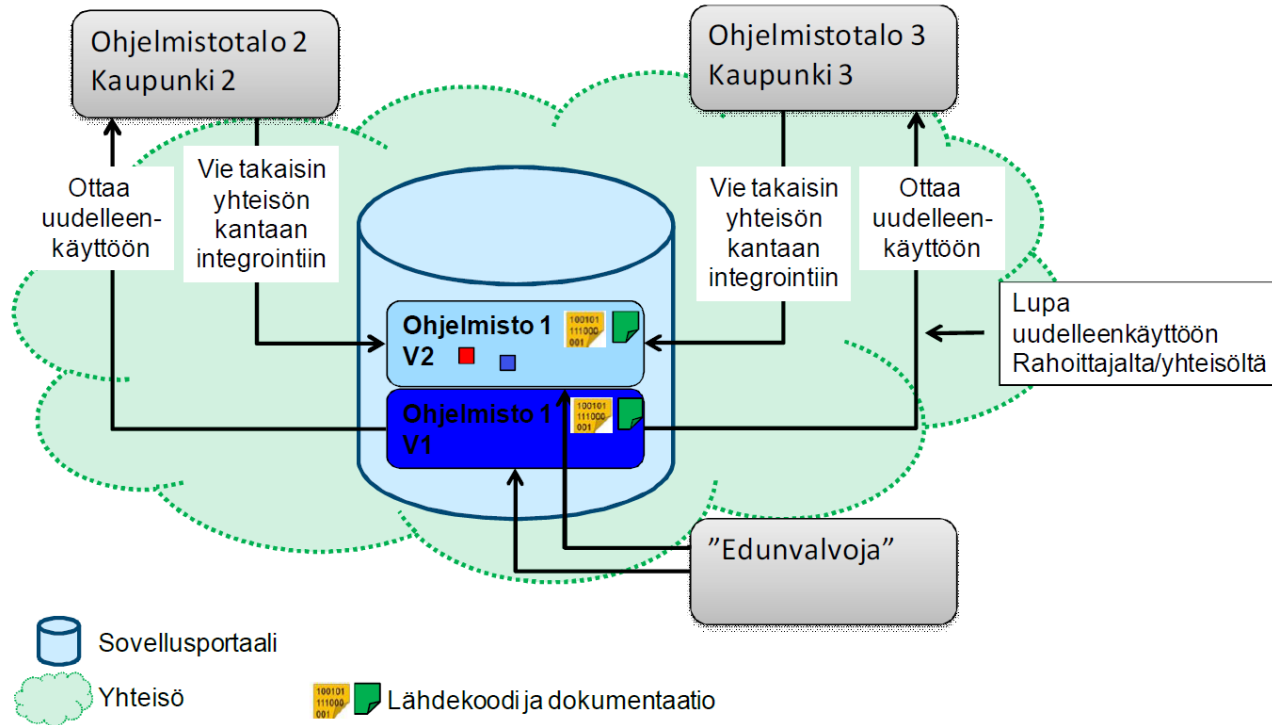 Ohjelmistotalo 2
Kaupunki 2
Ohjelmistotalo 3
Kaupunki 3
Ottaa
uudelleen-
käyttöön
Vie takaisin
yhteisön
kantaan
integrointiin
Vie takaisin
yhteisön
kantaan
integrointiin
Ottaa
uudelleen-
käyttöön
Lupa
uudelleenkäyttöön
Rahoittajalta/yhteisöltä
Ohjelmisto 1
V2
100101
111000
001
Ohjelmisto 1
V1
100101
111000
001
”Edunvalvoja”
Sovellusportaali
Yhteisö
100101
111000
001
Lähdekoodi ja dokumentaatio